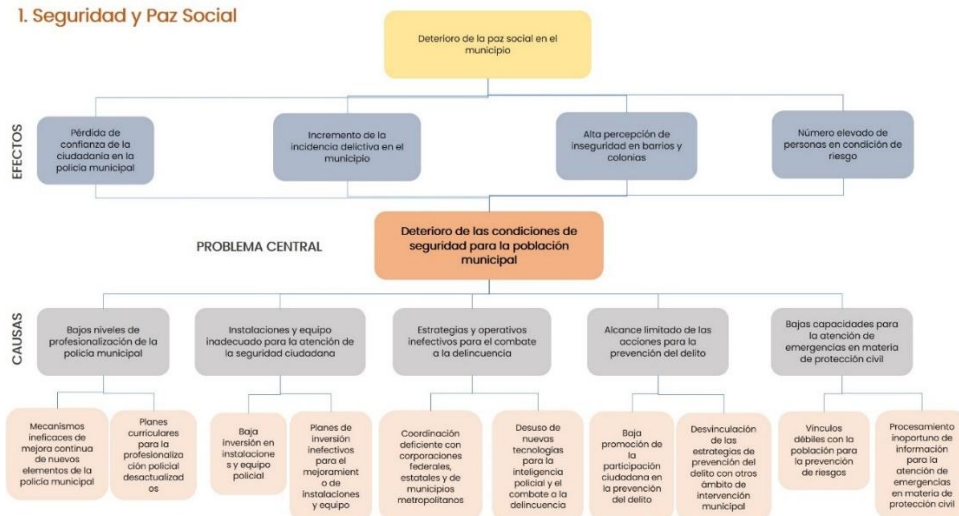 1. Seguridad y Paz Social
Deterioro de la paz social en el
municipio
EFECTOS
Pérdida de
confianza de la
ciudadanía en la
policía municipal
Incremento de la
incidencia delictiva en el
municipio
Alta percepción de
inseguridad en barrios y
colonias
Número elevado de
personas en condición de
riesgo
PROBLEMA CENTRAL
Deterioro de las condiciones de
seguridad para la población
municipal
CAUSAS
Bajos niveles de
profesionalización de la
policía municipal
Instalaciones y equipo
inadecuado para la atención de
la seguridad ciudadana
Estrategias y operativos
inefectivos para el combate
a la delincuencia
Alcance limitado de las
acciones para la
prevención del delito
Bajas capacidades para
la atención de
emergencias en materia
de protección civil
Mecanismos
ineficaces de
mejora continua de
nuevos elementos de la
policía municipal
Planes
curriculares
para la
profesionaliza
ción policial
desactualizad
os
Baja
inversión en
instalacione
s y equipo
policial
Planes de
inversión
inefectivos
para el
mejoramient
o de
instalaciones
y equipo
Coordinación
deficiente con
corporaciones
federales,
estatales y de
municipios
metropolitanos
Desuso de
nuevas
tecnologías
para la
inteligencia
policial y el
combate a la
delincuencia
Baja
promoción de
la
participación
ciudadana en
la prevención
del delito
Desvinculación
de las
estrategias de
prevención del
delito con otros
ámbito de
intervención
municipal
Vínculos
débiles con la
población para
la prevención
de riesgos
Procesamiento
inoportuno de
información
para la
atención de
emergencias
en materia de
protección civil